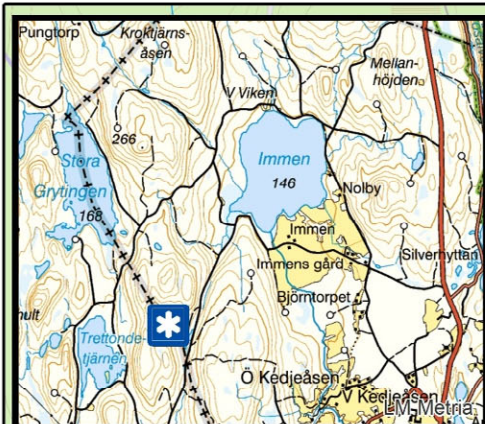 Pungtorp
Kroktjärns-
åsen
Mellan-
höjden
V Viken
266
Stora
Grytingen
168
Immen
146
Nolby
Immen
Immens gård
Silverhyttan
Björntorpet
Trettonde-
tjärnen
Ö Kedjeåsen
V Kedjeåsen
LM Metria